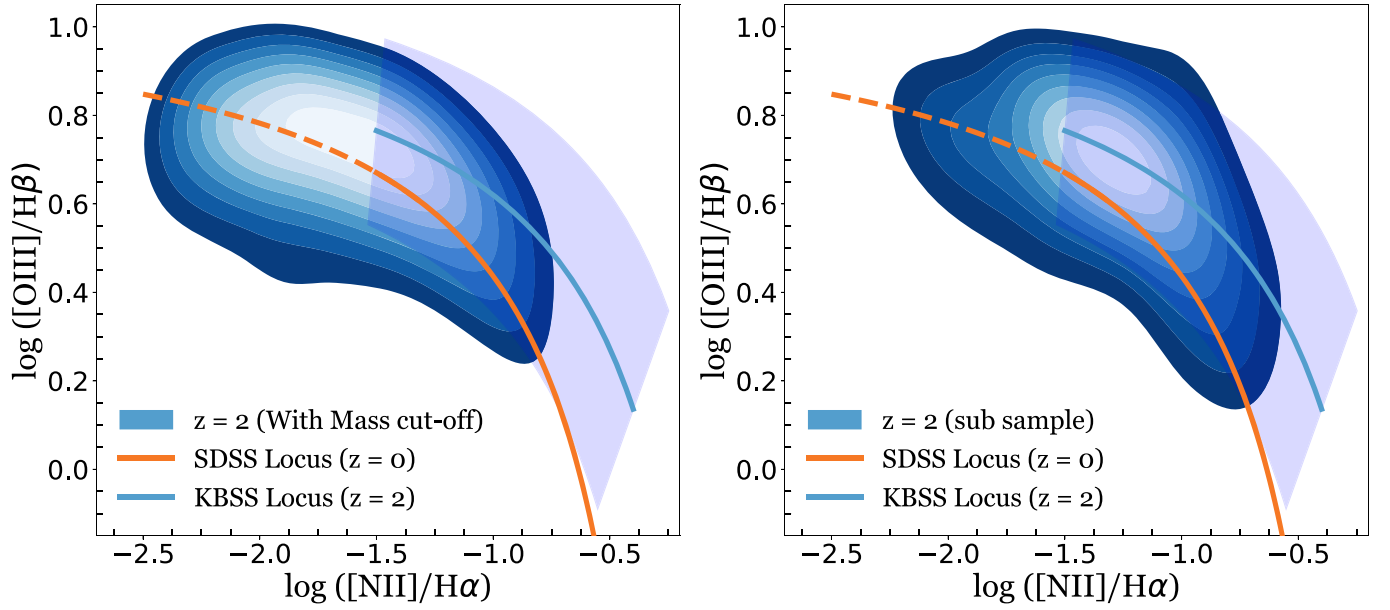 1.0
0.8
0.6
0.4
0.2
0.0
log ([OIII]/Hβ)
z = 2 (With Mass cut-off)
SDSS Locus (z = 0)
KBSS Locus (z = 2)
−2.5 −2.0 −1.5 −1.0 −0.5
log ([NII]/Hα)
1.0
0.8
0.6
0.4
0.2
0.0
log ([OIII]/Hβ)
z = 2 (sub sample)
SDSS Locus (z = 0)
KBSS Locus (z = 2)
−2.5 −2.0 −1.5 −1.0 −0.5
log ([NII]/Hα)